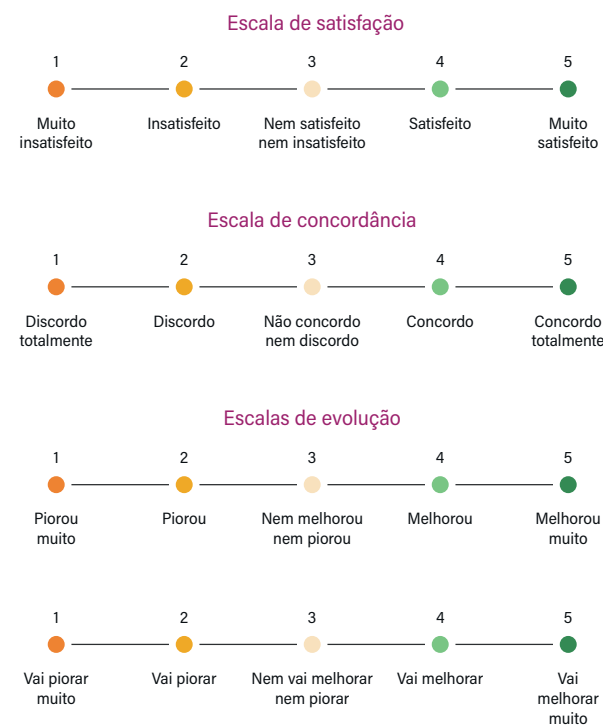 Escala de satisfação
1 2 3 4 5
Muito insatisfeito
Insatisfeito
Nem satisfeito nem insatisfeito
Satisfeito
Muito satisfeito
Escala de concordância
1 2 3 4 5
Discordo totalmente
Discordo
Não concordo nem discordo
Concordo
Concordo totalmente
Escalas de evolução
1 2 3 4 5
Piorou muito
Piorou
Nem melhorou nem piorou
Melhorou
Melhorou muito
1 2 3 4 5
Vai piorar muito
Vai piorar
Nem vai melhorar nem piorar
Vai melhorar
Vai melhorar muito